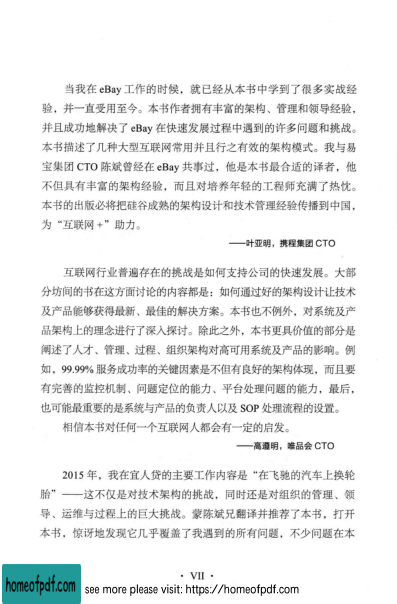 当我在 eBay 工作的时候，就已经从本书中学到了很多实战经
验，并一直受用至今。本书作者拥有丰富的架构、管理和领导经验，
并且成功地解决了 eBay 在快速发展过程中遇到的许多问题和挑战。
本书描述了几种大型互联网常用并且行之有效的架构模式。我与易
宝集团 CTO 陈斌曾经在 eBay 共事过，他是本书最合适的译者，他
不但具有丰富的架构经验，而且对培养年轻的工程师充满了热忱。
本书的出版必将把硅谷成熟的架构设计和技术管理经验传播到中国，
为“互联网 +”助力。
——叶亚明，携程集团 CTO
互联网行业普遍存在的挑战是如何支持公司的快速发展。大部
分坊间的书在这方面讨论的内容都是：如何通过好的架构设计让技术
及产品能够获得最新、最佳的解决方案。本书也不例外，对系统及产
品架构上的理念进行了深入探讨。除此之外，本书更具价值的部分是
阐述了人才、管理、过程、组织架构对高可用系统及产品的影响。例
如，99.99% 服务成功率的关键因素是不但有良好的架构体现，而且要
有完善的监控机制、问题定位的能力、平台处理问题的能力，最后，
也可能最重要的是系统与产品的负责人以及 SOP 处理流程的设置。
相信本书对任何一个互联网人都会有一定的启发。
——高遵明，唯品会 CTO
2015 年，我在宜人贷的主要工作内容是“在飞驰的汽车上换轮
胎”——这不仅是对技术架构的挑战，同时还是对组织的管理、领
导、运维与过程上的巨大挑战。蒙陈斌兄翻译并推荐了本书，打开
本书，惊讶地发现它几乎覆盖了我遇到的所有问题，不少问题在本
· VII ·
homeofpdf.com
see more please visit: https://homeofpdf.com